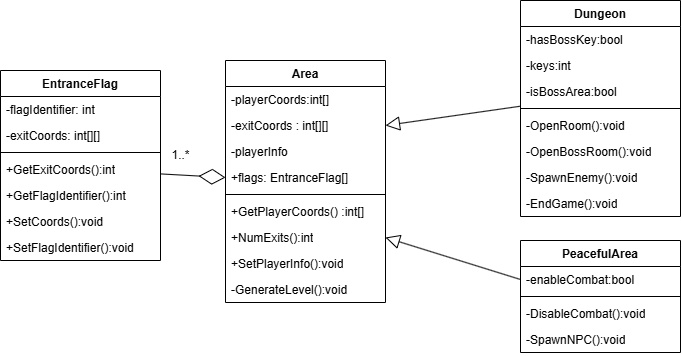 EntranceFlag
-flagIdentifier: int
-exitCoords: int[][]
+GetExitCoords():int
+GetFlagIdentifier():int
+SetCoords():void
+SetFlagIdentifier():void
1..*
Area
-playerCoords:int[]
-exitCoords : int[][]
-playerInfo
+flags: EntranceFlag[]
+GetPlayerCoords() :int[]
+NumExits():int
+SetPlayerInfo():void
-GenerateLevel():void
Dungeon
-hasBossKey:bool
-keys:int
-isBossArea:bool
-OpenRoom():void
-OpenBossRoom():void
-SpawnEnemy():void
-EndGame():void
PeacefulArea
-enableCombat:bool
-DisableCombat():void
-SpawnNPC():void